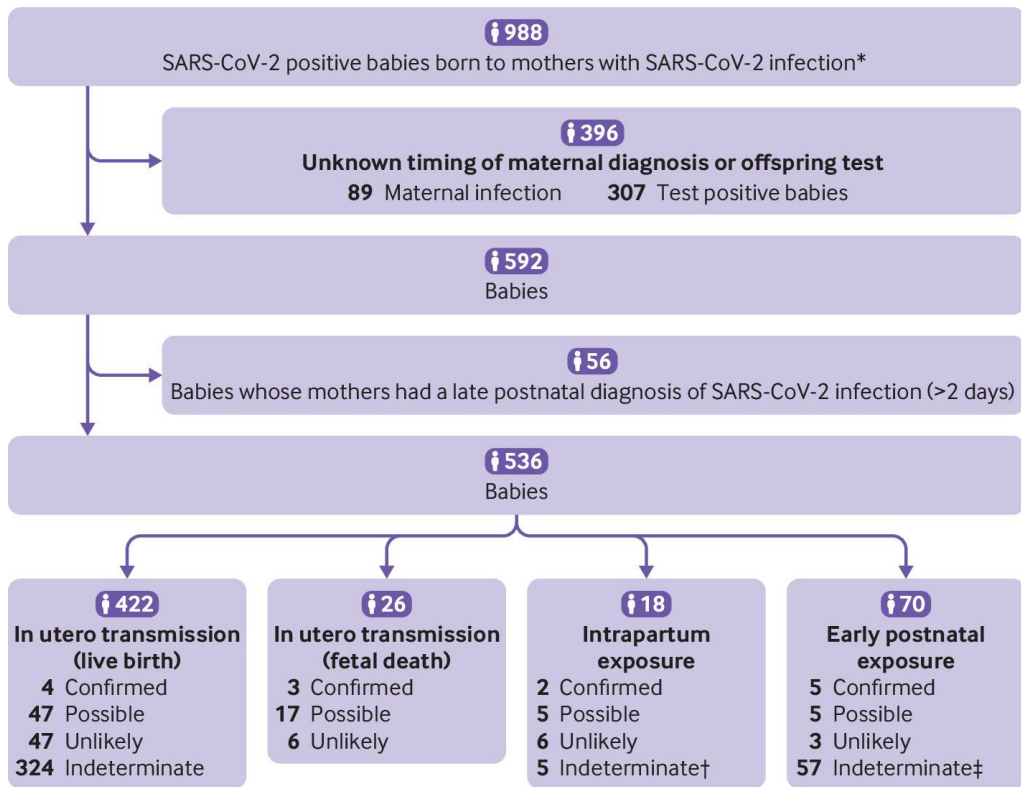 988
SARS-CoV-2 positive babies born to mothers with SARS-CoV-2 infection*
396
Unknown timing of maternal diagnosis or offspring test
89 Maternal infection 307 Test positive babies
592
Babies
56
Babies whose mothers had a late postnatal diagnosis of SARS-CoV-2 infection (>2 days)
536
Babies
422
In utero transmission
(live birth)
4 Confirmed
47 Possible
47 Unlikely
324 Indeterminate
26
In utero transmission
(fetal death)
3 Confirmed
17 Possible
6 Unlikely
18
Intrapartum
exposure
2 Confirmed
5 Possible
6 Unlikely
5 Indeterminate†
70
Early postnatal
exposure
5 Confirmed
5 Possible
3 Unlikely
57 Indeterminate‡